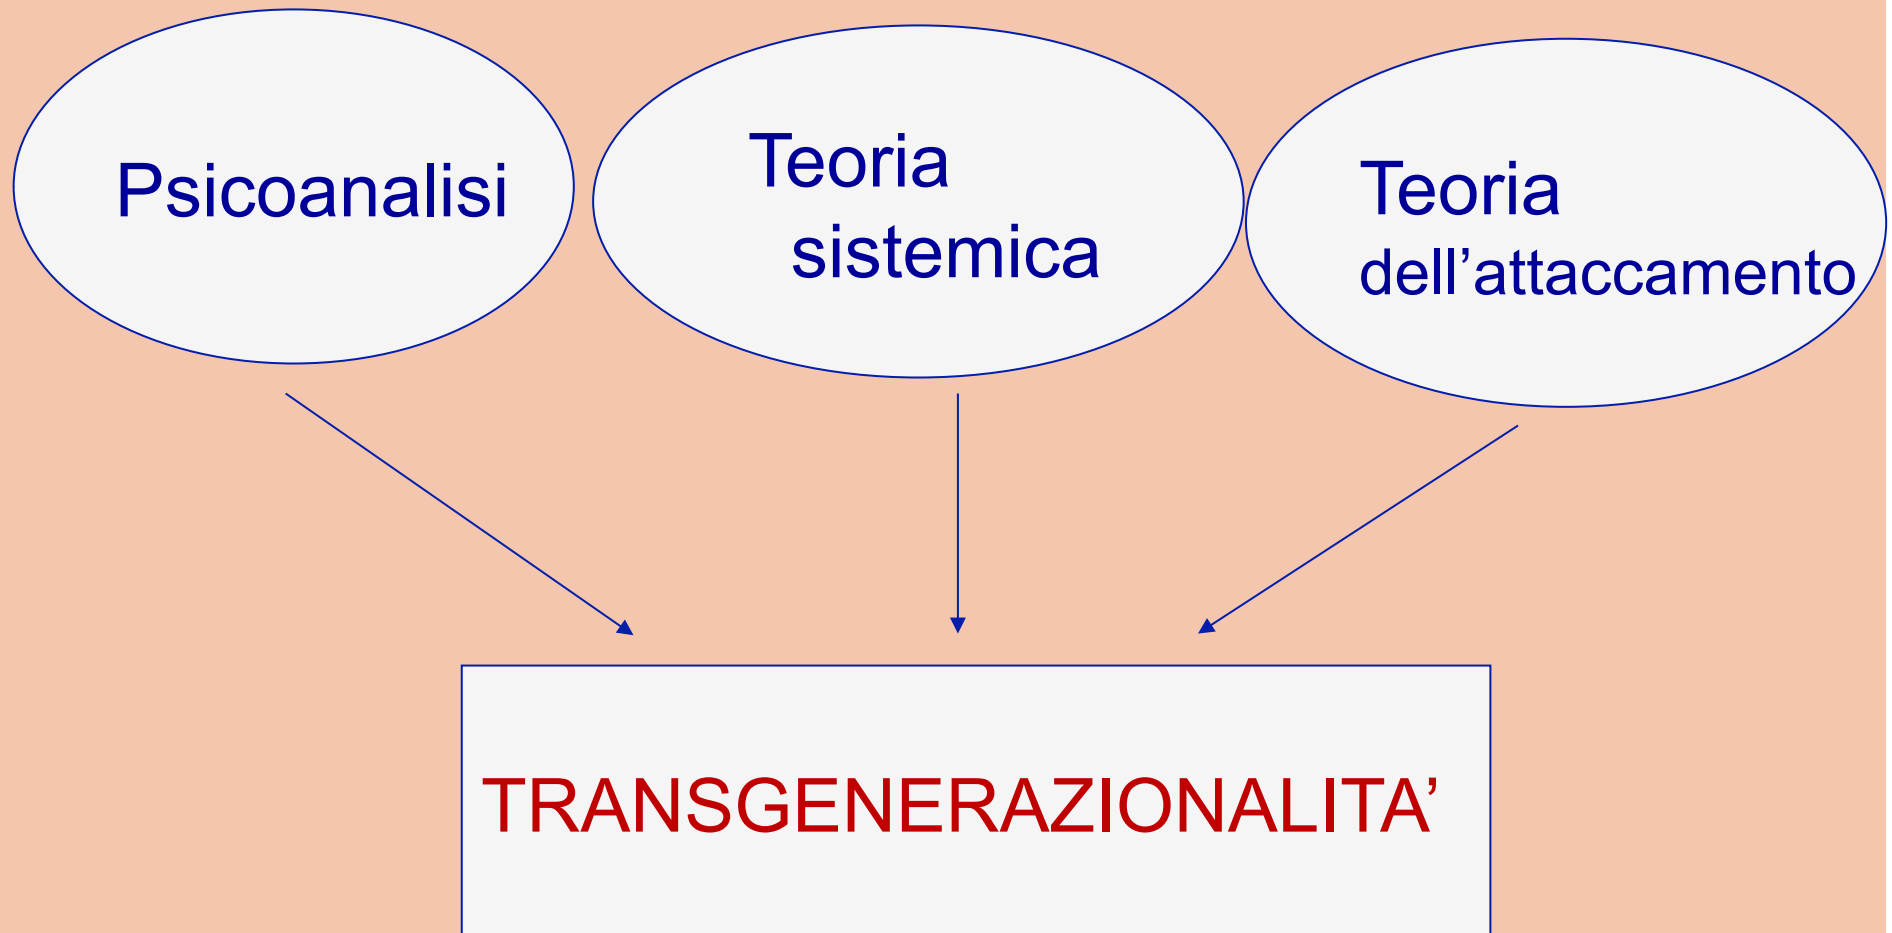 Psicoanalisi
Teoria
sistemica
Teoria
dell’attaccamento
TRANSGENERAZIONALITA’